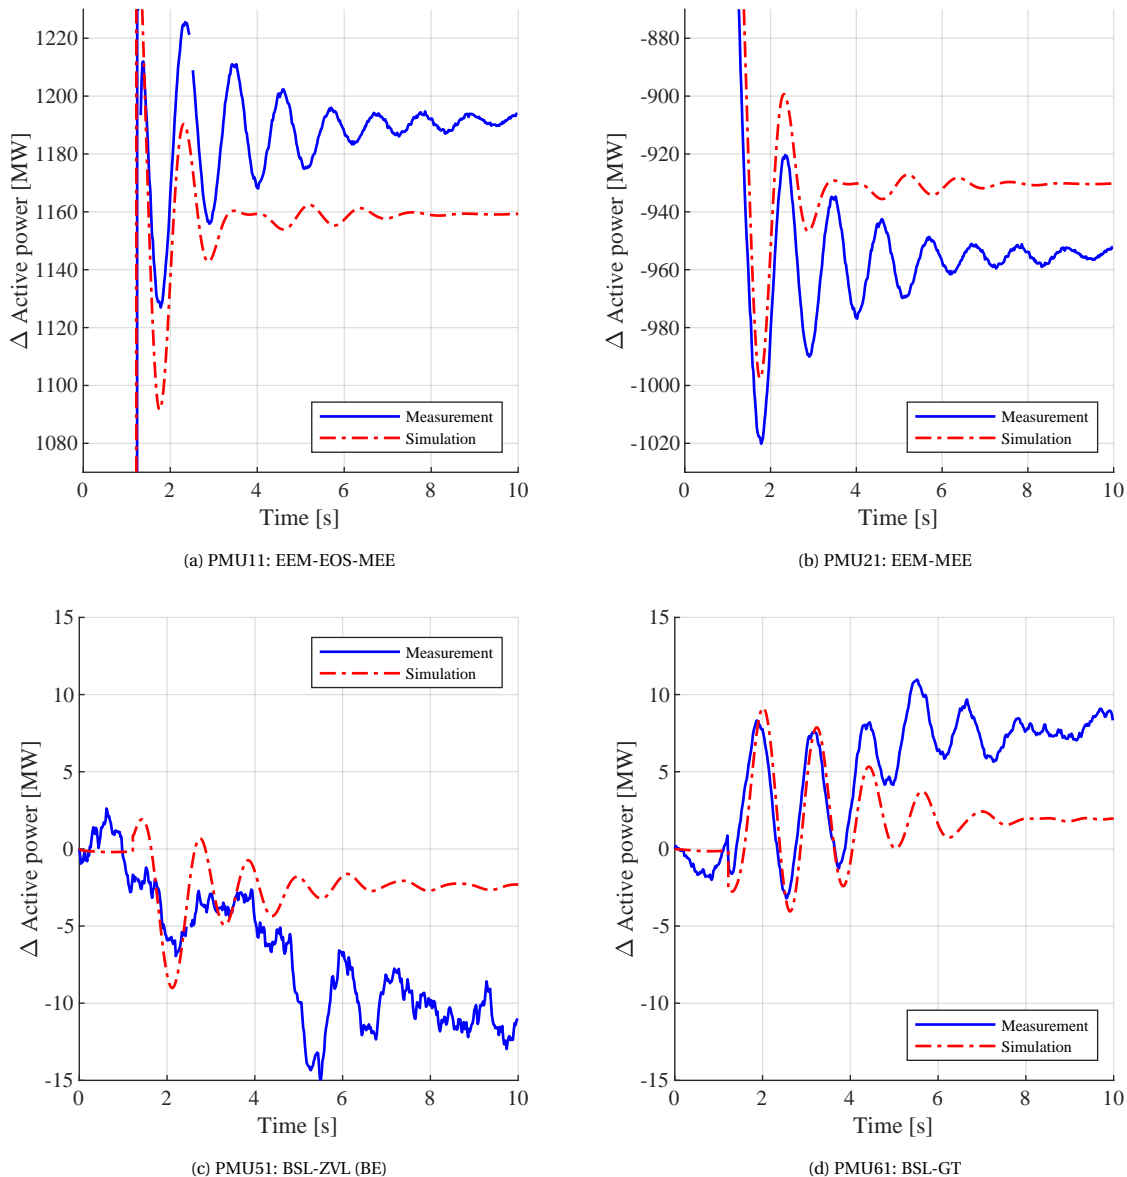 1220
1200
1180
1160
1140
1120
1100
1080
Δ Active power [MW]
Measurement
Simulation
0 2 4 6 8 10
Time [s]
(a) PMU11: EEM-EOS-MEE
-880
-900
-920
-940
-960
-980
-1000
-1020
Δ Active power [MW]
Measurement
Simulation
0 2 4 6 8 10
Time [s]
(b) PMU21: EEM-MEE
15
10
5
0
-5
-10
-15
Δ Active power [MW]
Measurement
Simulation
0 2 4 6 8 10
Time [s]
(c) PMU51: BSL-ZVL (BE)
15
10
5
0
-5
-10
-15
Δ Active power [MW]
Measurement
Simulation
0 2 4 6 8 10
Time [s]
(d) PMU61: BSL-GT